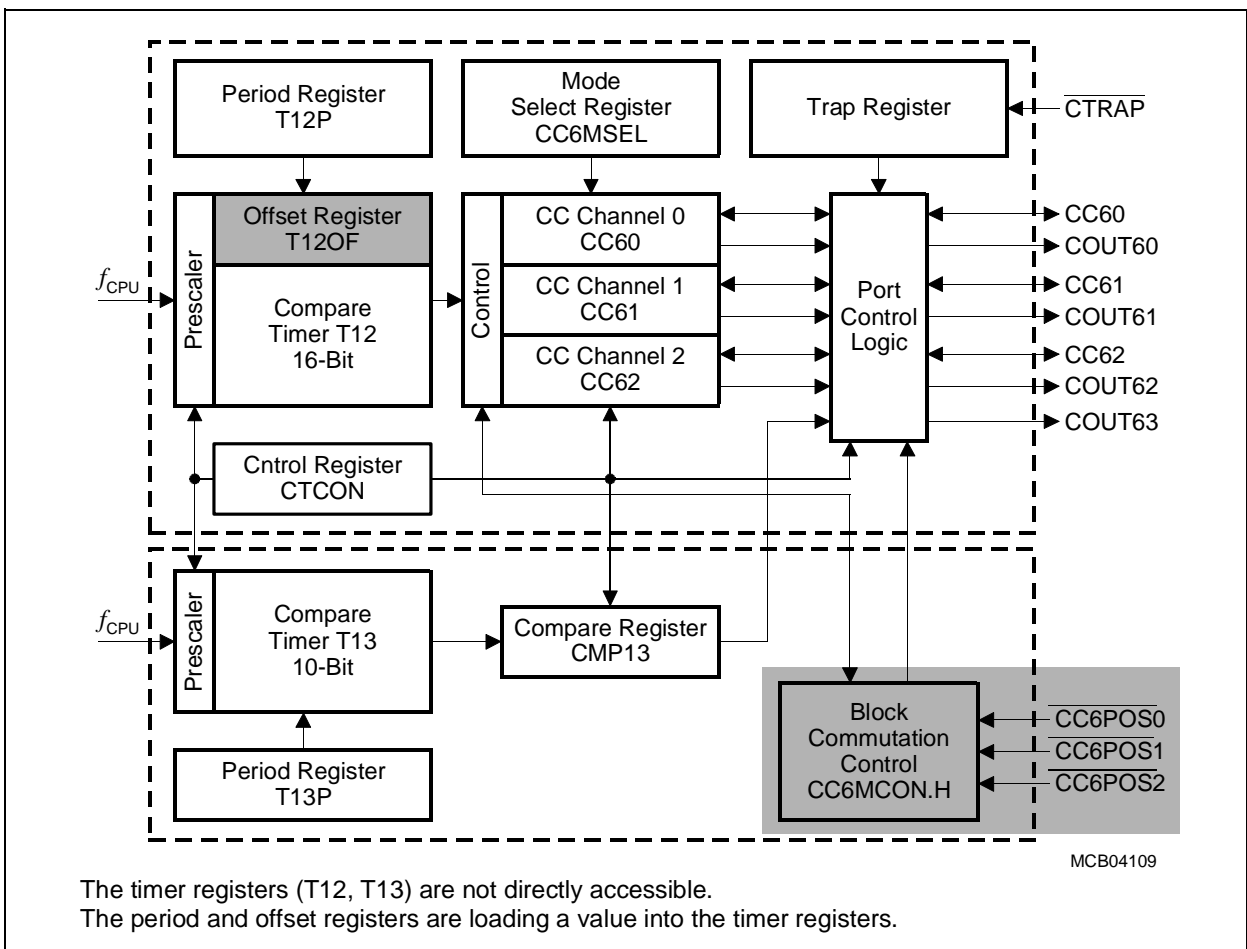 Period Register
T12P
Mode
Select Register
CC6MSEL
Trap Register
CTRAP
Prescaler
Offset Register
T12OF
Compare
Timer T12
16-Bit
fCPU
Control
CC Channel 0
CC60
CC Channel 1
CC61
CC Channel 2
CC62
Port
Control
Logic
CC60
COUT60
CC61
COUT61
CC62
COUT62
COUT63
Cntrol Register
CTCON
fCPU
Prescaler
Compare
Timer T13
10-Bit
Compare Register
CMP13
Period Register
T13P
Block
Commutation
Control
CC6MCON.H
CC6POS0
CC6POS1
CC6POS2
MCB04109
The timer registers (T12, T13) are not directly accessible.
The period and offset registers are loading a value into the timer registers.